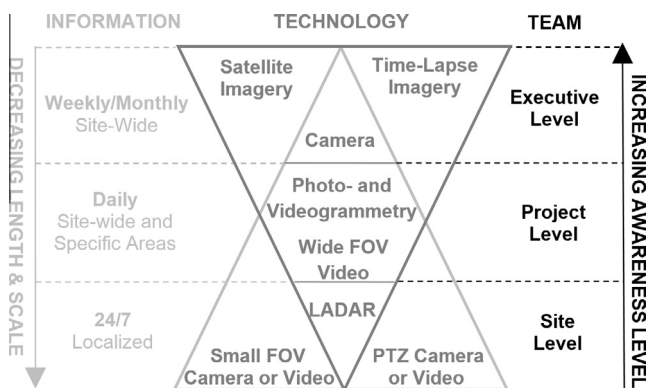 INFORMATION
TECHNOLOGY
TEAM
DECREASING LENGTH & SCALE
Weekly/Monthly
Site-Wide
Satellite
Imagery
Time-Lapse
Imagery
Camera
Executive
Level
Daily
Site-wide and
Specific Areas
Photo- and
Videogrammetry
Wide FOV
Video
Project
Level
24/7
Localized
LADAR
Small FOV
Camera or Video
PTZ Camera
or Video
Site
Level
INCREASING AWARENESS LEVEL